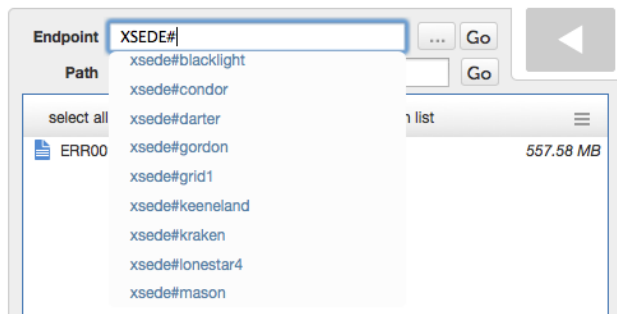 Endpoint XSEDE# ... Go
xsede#blacklight
Path Go
xsede#condor
select all xsede#darter list
xsede#gordon
ERR00 557.58 MB
xsede#grid1
xsede#keeneland
xsede#kraken
xsede#lonestar4
xsede#mason